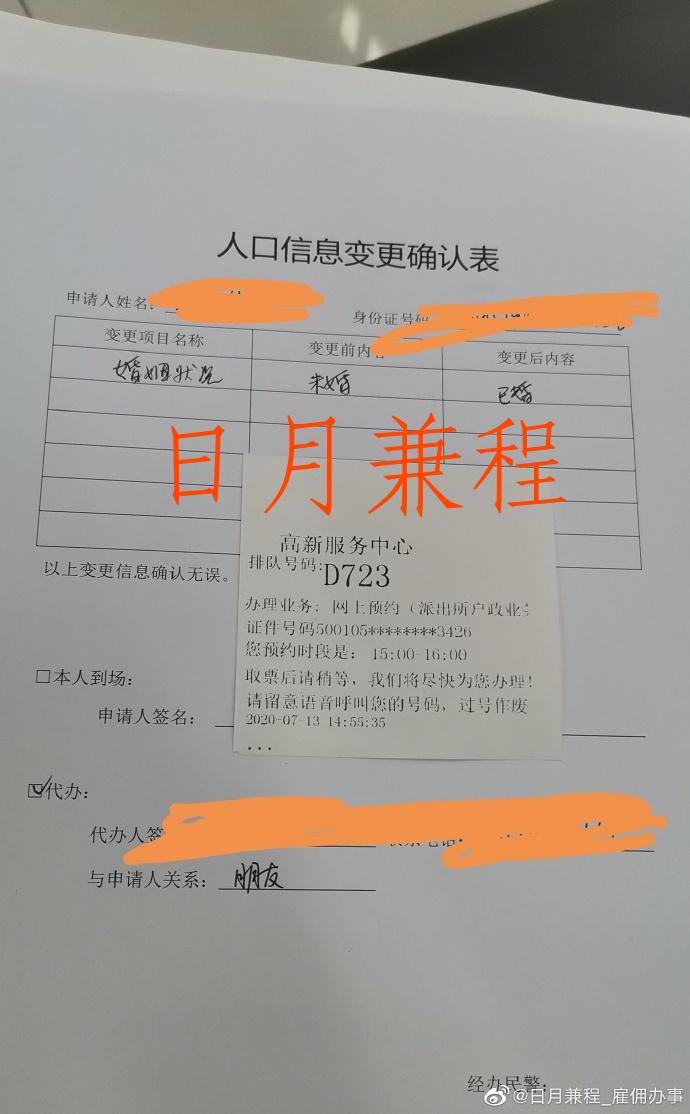 人口信息变更确认表
申请人姓名:
身份证号码
变更项目名称 变更前内容 变更后内容
婚姻状况 未婚 已婚
日月兼程
高新服务中心
排队号码:D723
办理业务: 网上预约（派出所户政业务
证件号码500105********3426
您预约时段是: 15:00-16:00
取票后请稍等，我们将尽快为您办理!
请留意语音呼叫您的号码，过号作废
2020-07-13 14:55:35
...
以上变更信息确认无误。
□本人到场:
申请人签名:
☑代办:
代办人签
联系电话:
与申请人关系: 朋友
经办民警:
@日月兼程_雇佣办事